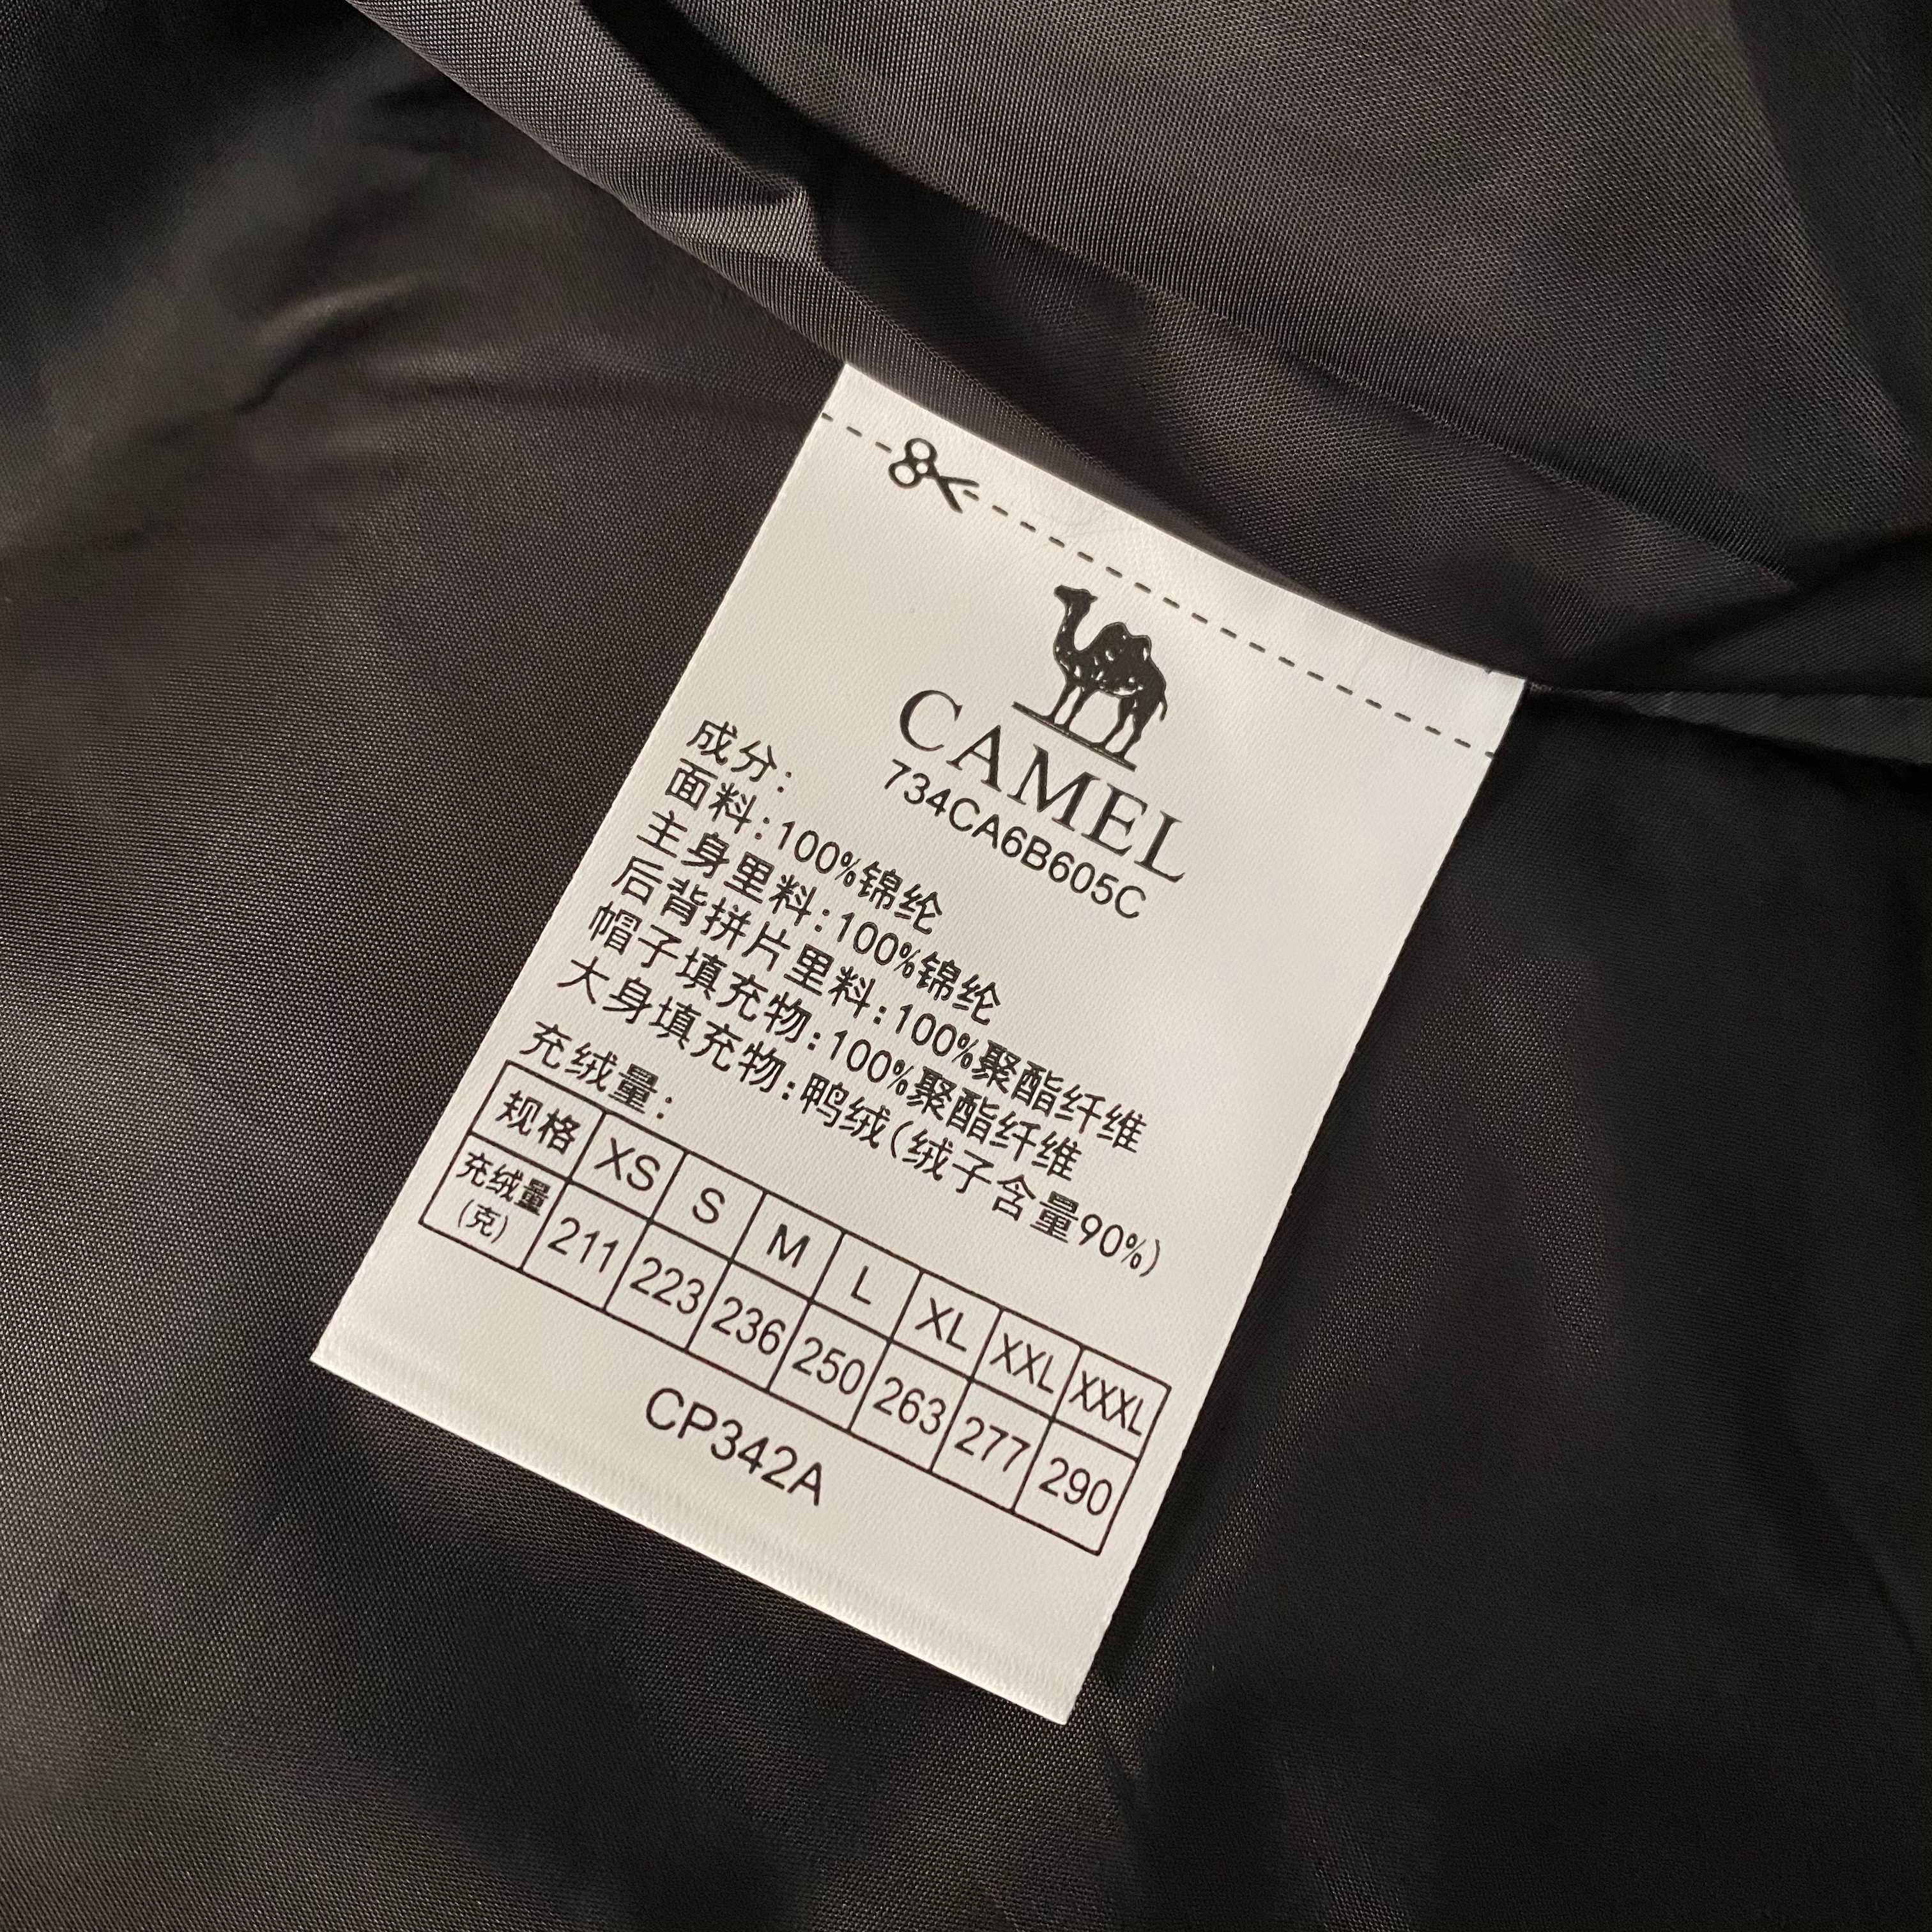 CAMEL
734CA6B605C
成分:
面料:100%锦纶
主身里料:100%锦纶
后背拼片里料:100%聚酯纤维
帽子填充物:100%聚酯纤维
大身填充物:鸭绒(绒子含量90%)
充绒量:
规格 XS S M L XL XXL XXXL
充绒量(克) 211 223 236 250 263 277 290
CP342A